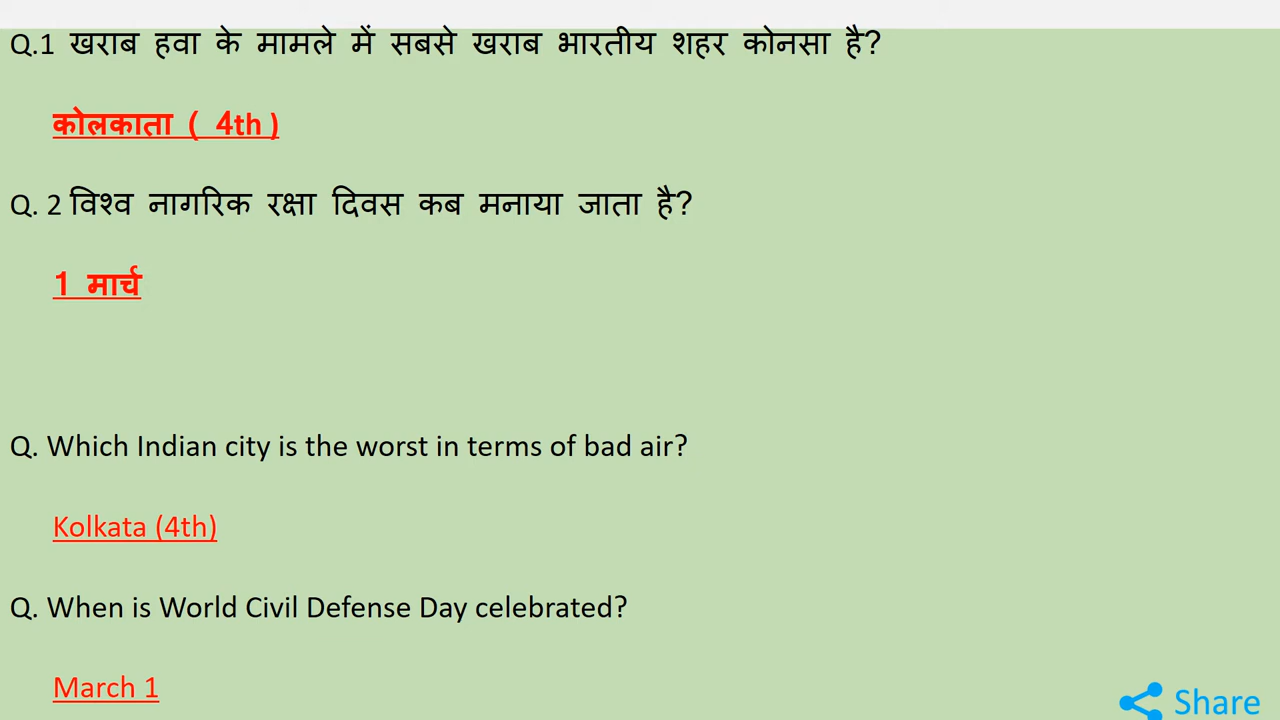 Q.1 खराब हवा के मामले में सबसे खराब भारतीय शहर कोनसा है?
कोलकाता ( 4th )
Q. 2 विश्व नागरिक रक्षा दिवस कब मनाया जाता है?
1 मार्च
Q. Which Indian city is the worst in terms of bad air?
Kolkata (4th)
Q. When is World Civil Defense Day celebrated?
March 1
Share